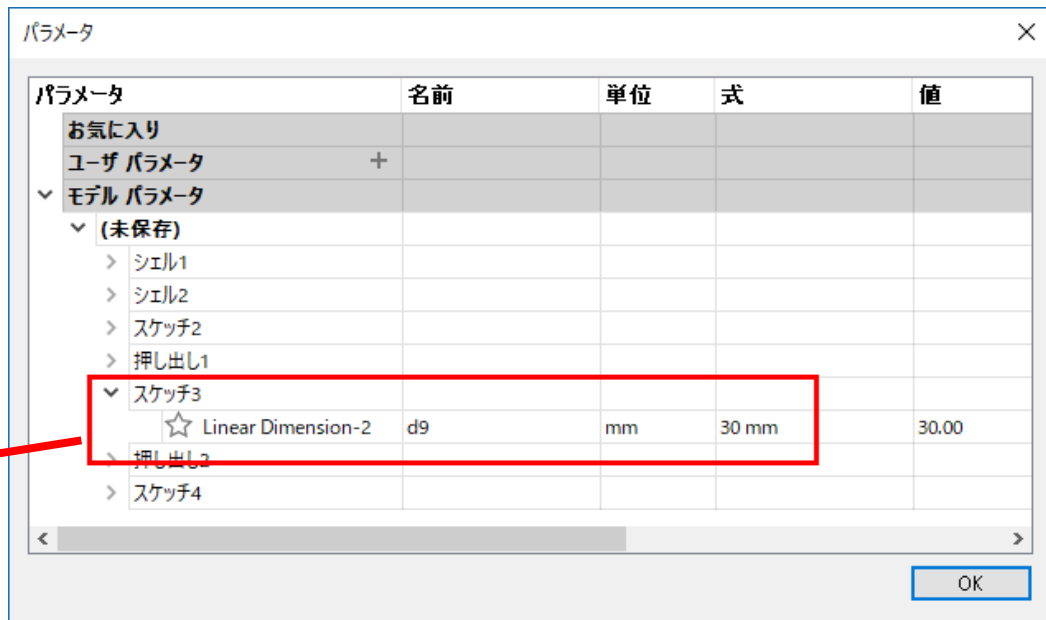 パラメータ
パラメータ 名前 単位 式 値
お気に入り
ユーザ パラメータ +
モデル パラメータ
(未保存)
シェル1
シェル2
スケッチ2
押し出し1
スケッチ3
Linear Dimension-2 d9 mm 30 mm 30.00
押し出し2
スケッチ4
OK